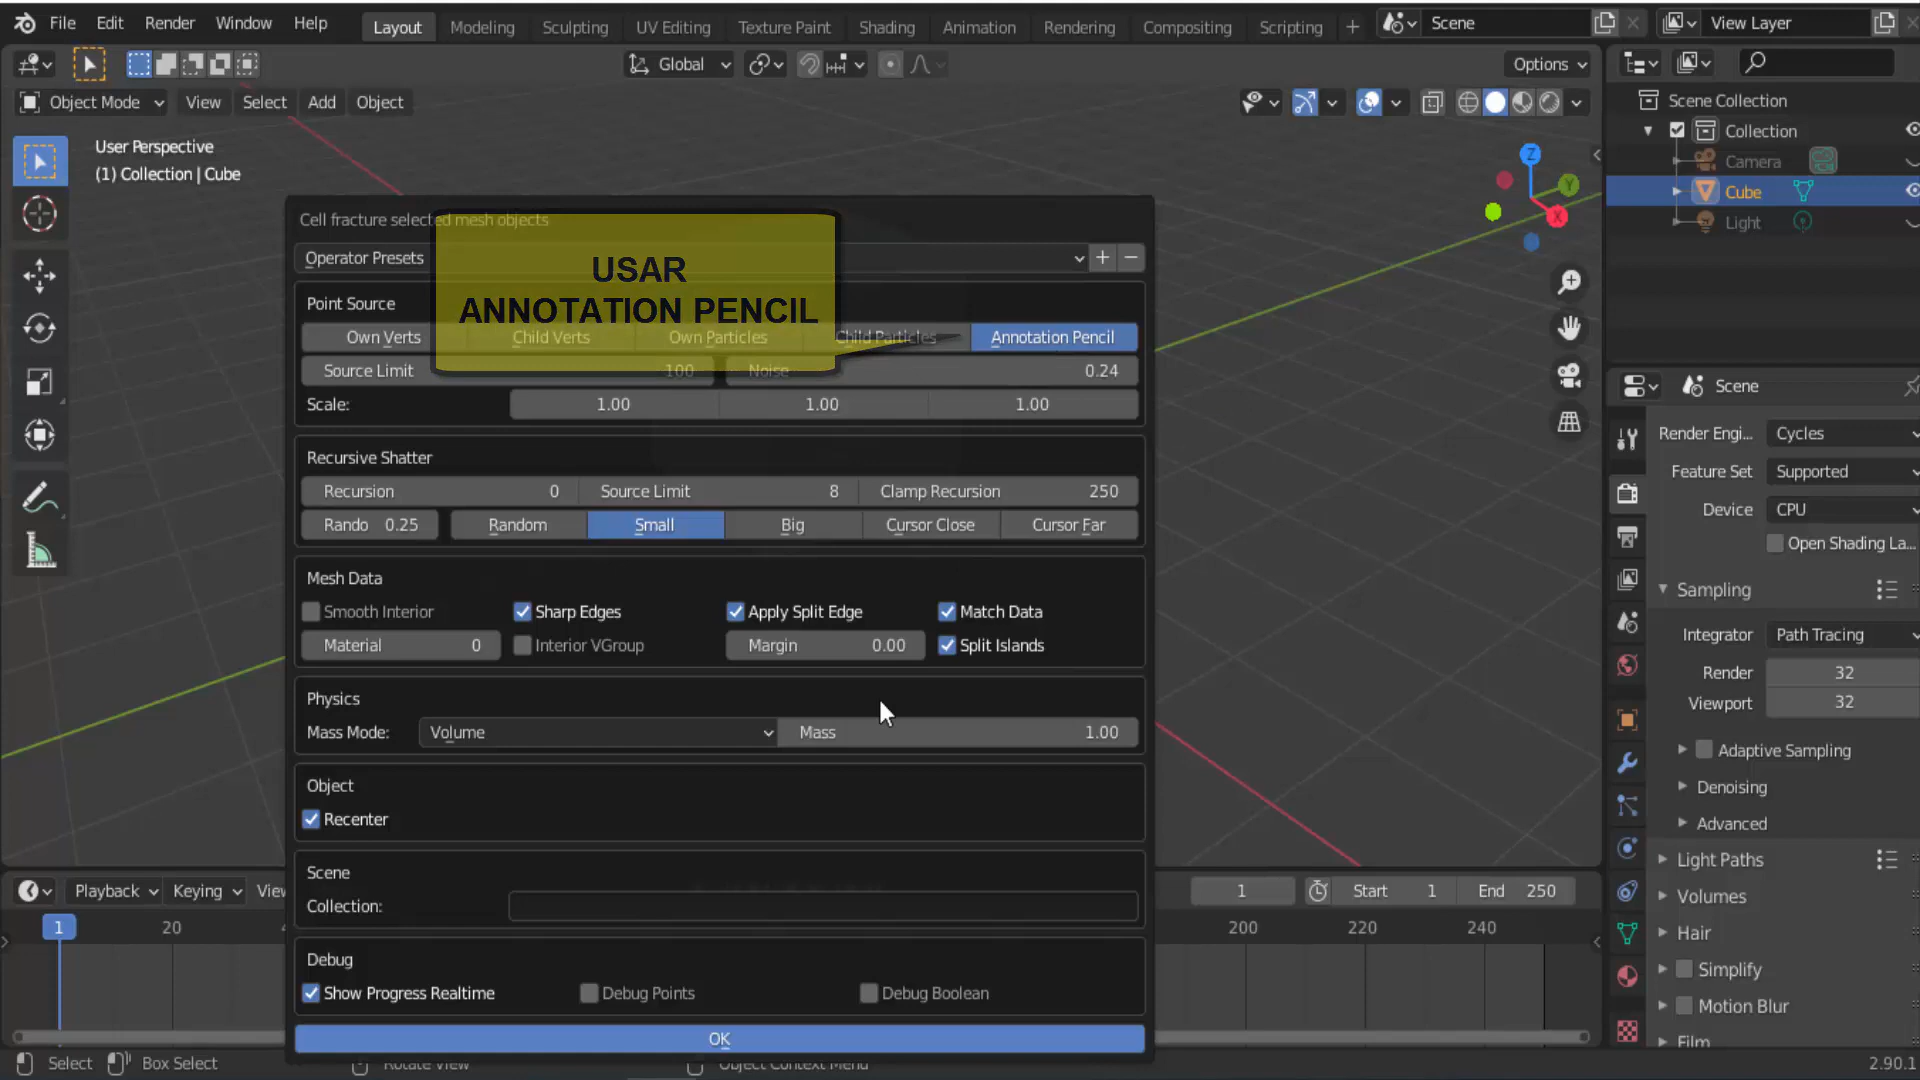 File Edit Render Window Help Layout Modeling Sculpting UV Editing Texture Paint Shading Animation Rendering Compositing Scripting + Scene View Layer
Global Options
Object Mode View Select Add Object
User Perspective
(1) Collection | Cube
Z
Y
X
Scene Collection
Collection
Camera
Cube
Light
Cell fracture selected mesh objects
Operator Presets
USAR
ANNOTATION PENCIL
Point Source
Own Verts Child Verts Own Particles Child Particles Annotation Pencil
Source Limit 100 Noise 0.24
Scale: 1.00 1.00 1.00
Recursive Shatter
Recursion 0 Source Limit 8 Clamp Recursion 250
Rando 0.25 Random Small Big Cursor Close Cursor Far
Mesh Data
Smooth Interior Sharp Edges Apply Split Edge Match Data
Material 0 Interior VGroup Margin 0.00 Split Islands
Physics
Mass Mode: Volume Mass 1.00
Object
Recenter
Scene
Collection:
Debug
Show Progress Realtime Debug Points Debug Boolean
OK
Scene
Render Engi... Cycles
Feature Set Supported
Device CPU
Open Shading La...
Sampling
Integrator Path Tracing
Render 32
Viewport 32
Adaptive Sampling
Denoising
Advanced
Light Paths
Volumes
Hair
Simplify
Motion Blur
Film
Playback Keying 1 Start 1 End 250
1 20 200 220 240
Select Box Select Rotate View Object Context Menu 2.90.1